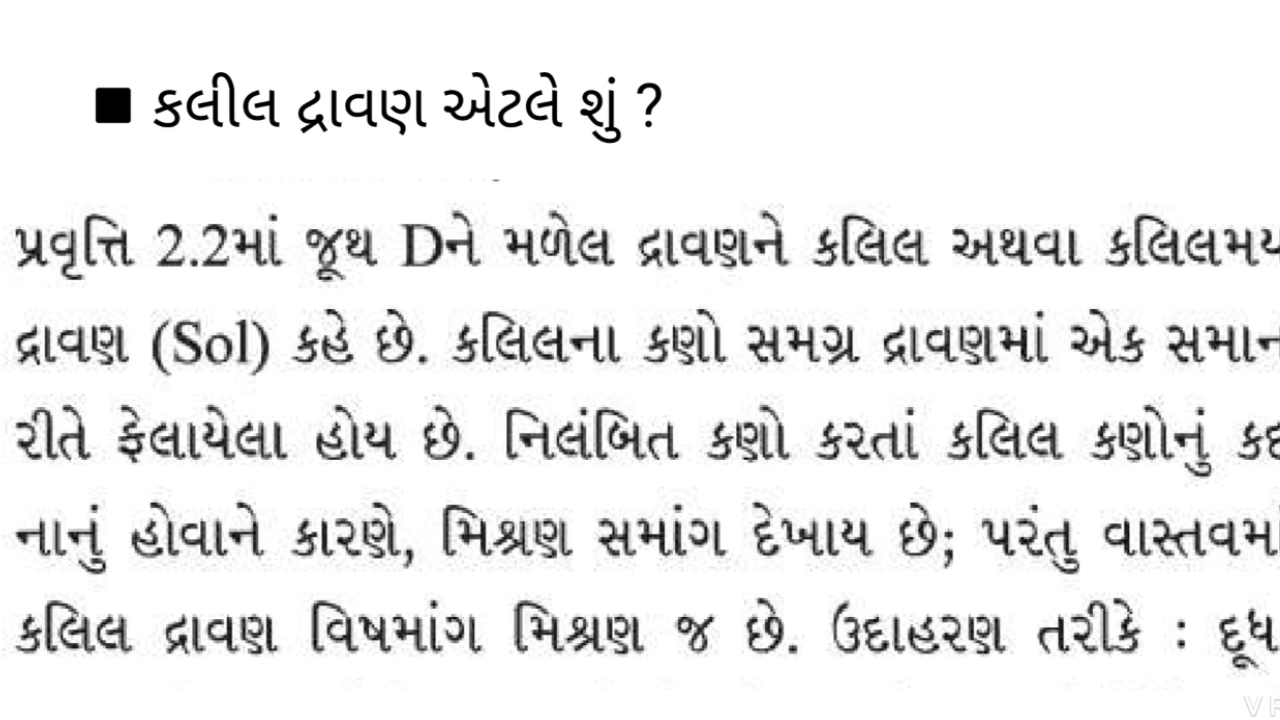 ■ કલીલ દ્રાવણ એટલે શું ?
પ્રવૃત્તિ 2.2માં જૂથ Dને મળેલ દ્રાવણને કલિલ અથવા કલિલમય
દ્રાવણ (Sol) કહે છે. કલિલના કણો સમગ્ર દ્રાવણમાં એક સમાન
રીતે ફેલાયેલા હોય છે. નિલંબિત કણો કરતાં કલિલ કણોનું કદ
નાનું હોવાને કારણે, મિશ્રણ સમાંગ દેખાય છે; પરંતુ વાસ્તવમાં
કલિલ દ્રાવણ વિષમાંગ મિશ્રણ જ છે. ઉદાહરણ તરીકે : દૂધ